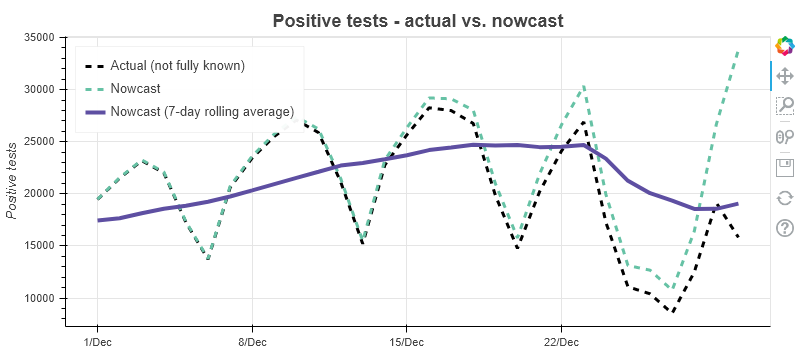 Positive tests - actual vs. nowcast
35000
30000
25000
20000
15000
10000
Positive tests
Actual (not fully known)
Nowcast
Nowcast (7-day rolling average)
1/Dec
8/Dec
15/Dec
22/Dec